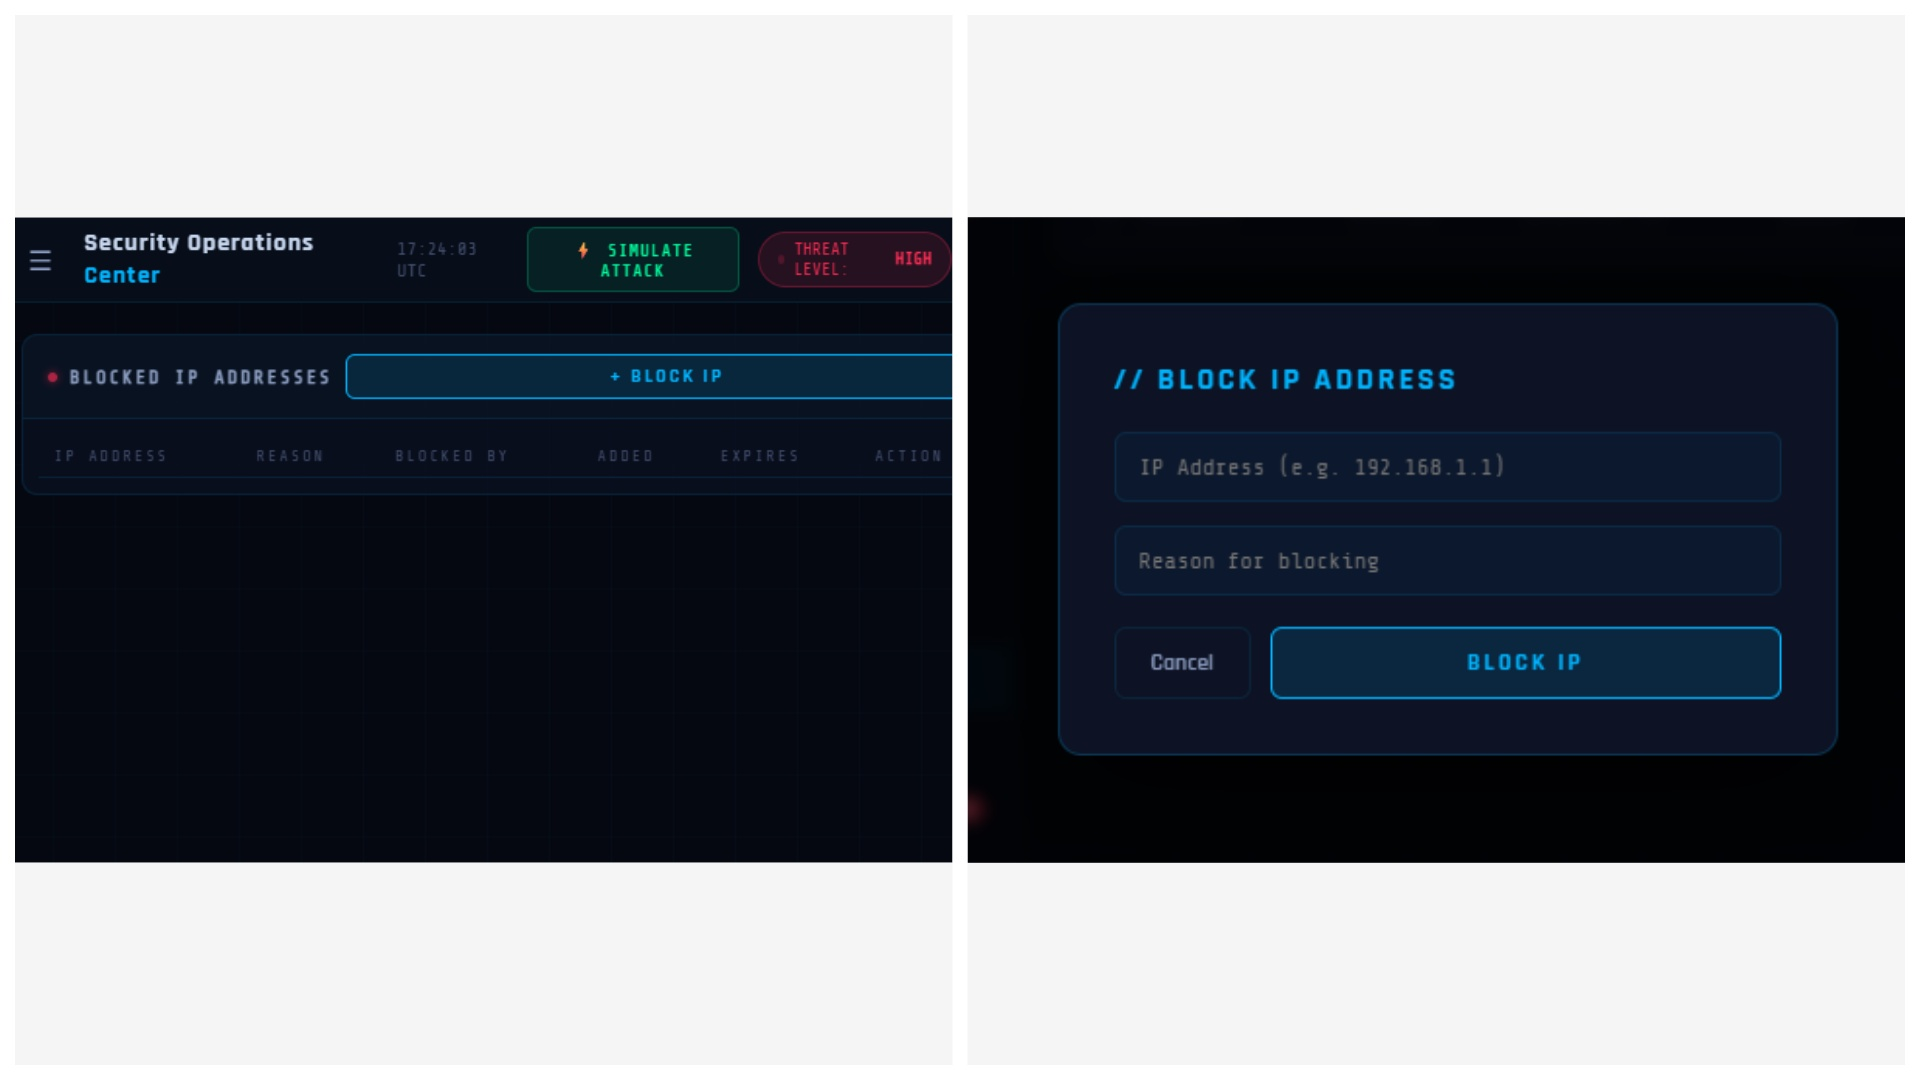 ☰
Security Operations
Center
17:24:03
UTC
⚡ SIMULATE
ATTACK
THREAT
LEVEL:
HIGH
BLOCKED IP ADDRESSES
+ BLOCK IP
IP ADDRESS REASON BLOCKED BY ADDED EXPIRES ACTION
// BLOCK IP ADDRESS
IP Address (e.g. 192.168.1.1)
Reason for blocking
Cancel
BLOCK IP